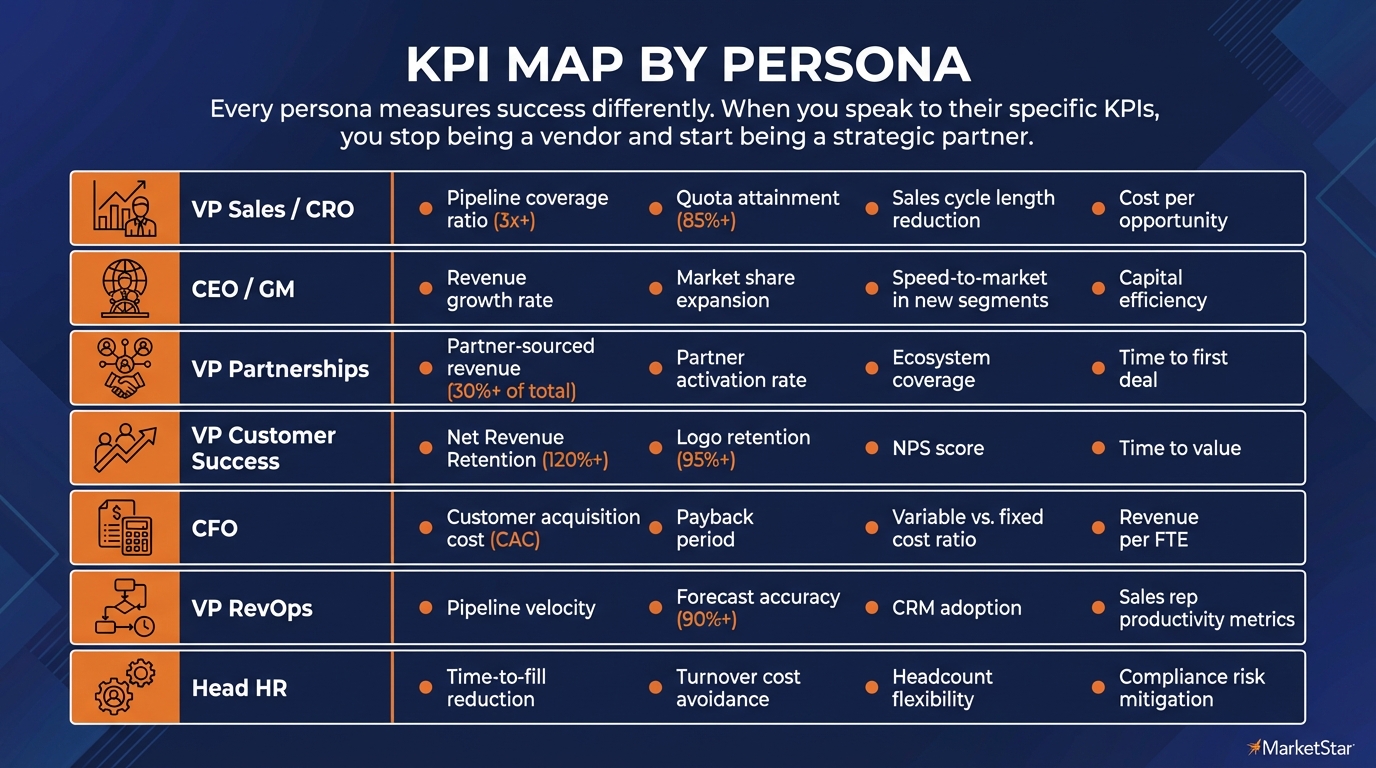 KPI MAP BY PERSONA
Every persona measures success differently. When you speak to their specific KPIs,
you stop being a vendor and start being a strategic partner.
VP Sales / CRO
Pipeline coverage
ratio (3x+)
Quota attainment
(85%+)
Sales cycle length
reduction
Cost per
opportunity
CEO / GM
Revenue
growth rate
Market share
expansion
Speed-to-market
in new segments
Capital
efficiency
VP Partnerships
Partner-sourced
revenue
(30%+ of total)
Partner
activation rate
Ecosystem
coverage
Time to first
deal
VP Customer
Success
Net Revenue
Retention (120%+)
Logo retention
(95%+)
NPS score
Time to value
CFO
$
Customer acquisition
cost (CAC)
Payback
period
Variable vs. fixed
cost ratio
Revenue
per FTE
VP RevOps
Pipeline velocity
Forecast accuracy
(90%+)
CRM adoption
Sales rep
productivity metrics
Head HR
Time-to-fill
reduction
Turnover cost
avoidance
Headcount
flexibility
Compliance risk
mitigation
MarketStar